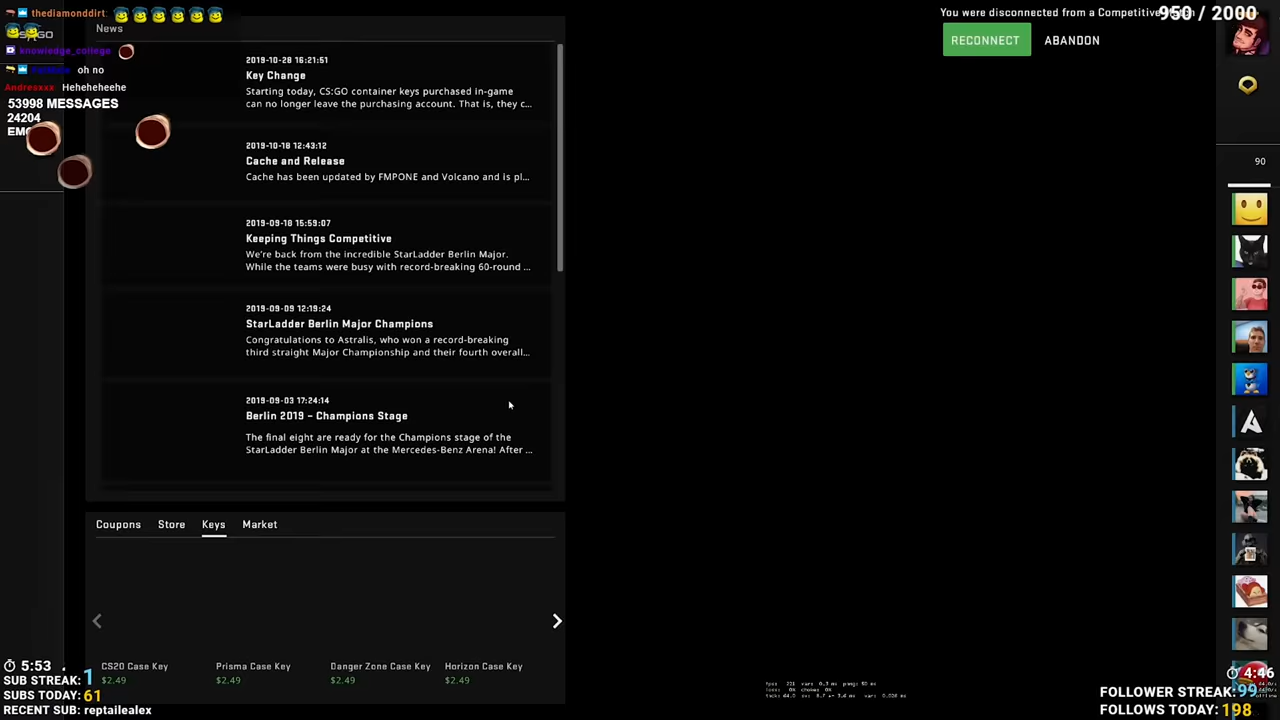 thediamonddirt:
News
CS:GO
knowledge_college
oh no
Andresxxx: Heheheheehe
53998 MESSAGES
24204
EMO
You were disconnected from a Competitive
950 / 2000
RECONNECT
ABANDON
2019-10-28 16:21:51
Key Change
Starting today, CS:GO container keys purchased in-game
can no longer leave the purchasing account. That is, they c...
2019-10-18 12:43:12
Cache and Release
Cache has been updated by FMPONE and Volcano and is pl...
2019-09-18 15:59:07
Keeping Things Competitive
We're back from the incredible StarLadder Berlin Major.
While the teams were busy with record-breaking 60-round ...
2019-09-09 12:19:24
StarLadder Berlin Major Champions
Congratulations to Astralis, who won a record-breaking
third straight Major Championship and their fourth overall...
2019-09-03 17:24:14
Berlin 2019 – Champions Stage
The final eight are ready for the Champions stage of the
StarLadder Berlin Major at the Mercedes-Benz Arena! After ...
90
Coupons
Store
Keys
Market
CS20 Case Key
Prisma Case Key
Danger Zone Case Key
Horizon Case Key
$2.49
$2.49
$2.49
$2.49
5:53
SUB STREAK: 1
SUBS TODAY: 61
RECENT SUB: reptailealex
4:46
FOLLOWER STREAK: 99
FOLLOWS TODAY: 198